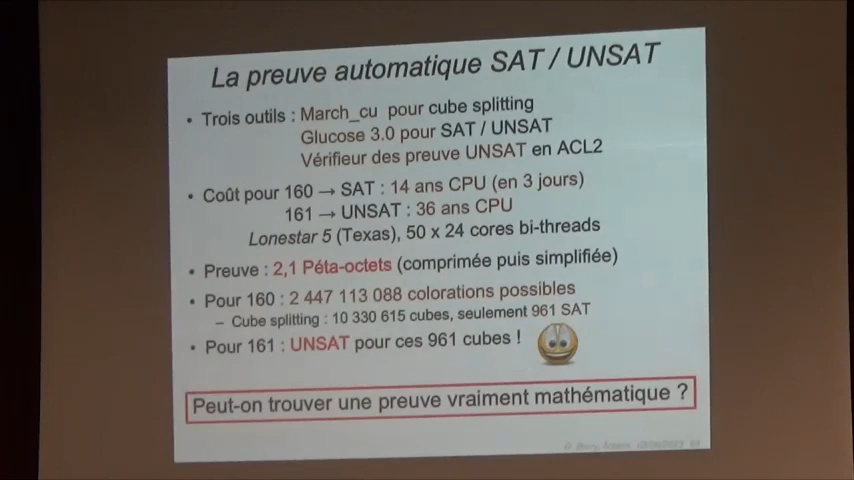 La preuve automatique SAT / UNSAT
• Trois outils : March_cu pour cube splitting
Glucose 3.0 pour SAT / UNSAT
Vérifieur des preuve UNSAT en ACL2
• Coût pour 160 → SAT : 14 ans CPU (en 3 jours)
161 → UNSAT : 36 ans CPU
Lonestar 5 (Texas), 50 x 24 cores bi-threads
• Preuve : 2,1 Péta-octets (comprimée puis simplifiée)
• Pour 160 : 2 447 113 088 colorations possibles
– Cube splitting : 10 330 615 cubes, seulement 961 SAT
• Pour 161 : UNSAT pour ces 961 cubes !
Peut-on trouver une preuve vraiment mathématique ?